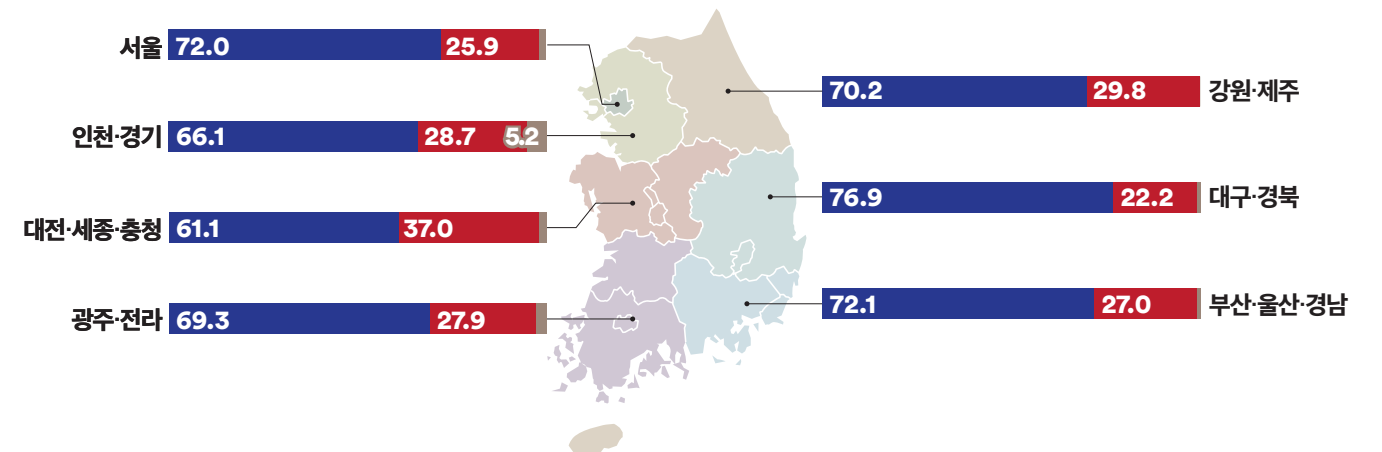 서울 72.0 25.9
인천·경기 66.1 28.7 5.2
대전·세종·충청 61.1 37.0
광주·전라 69.3 27.9
70.2 29.8 강원·제주
76.9 22.2 대구·경북
72.1 27.0 부산·울산·경남